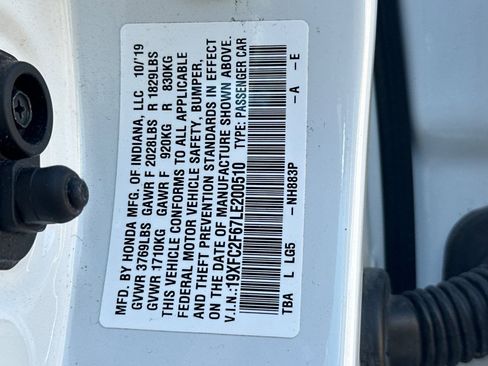 MFD. BY HONDA MFG. OF INDIANA, LLC 10/'19
GVWR 3769LBS GAWR F 2028LBS R 1829LBS
GVWR 1710KG GAWR F 920KG R 830KG
THIS VEHICLE CONFORMS TO ALL APPLICABLE
FEDERAL MOTOR VEHICLE SAFETY, BUMPER,
AND THEFT PREVENTION STANDARDS IN EFFECT
ON THE DATE OF MANUFACTURE SHOWN ABOVE.
V.I.N.:19XFC2F67LE200510 TYPE: PASSENGER CAR
TBA L LG5 -NH883P -A -E